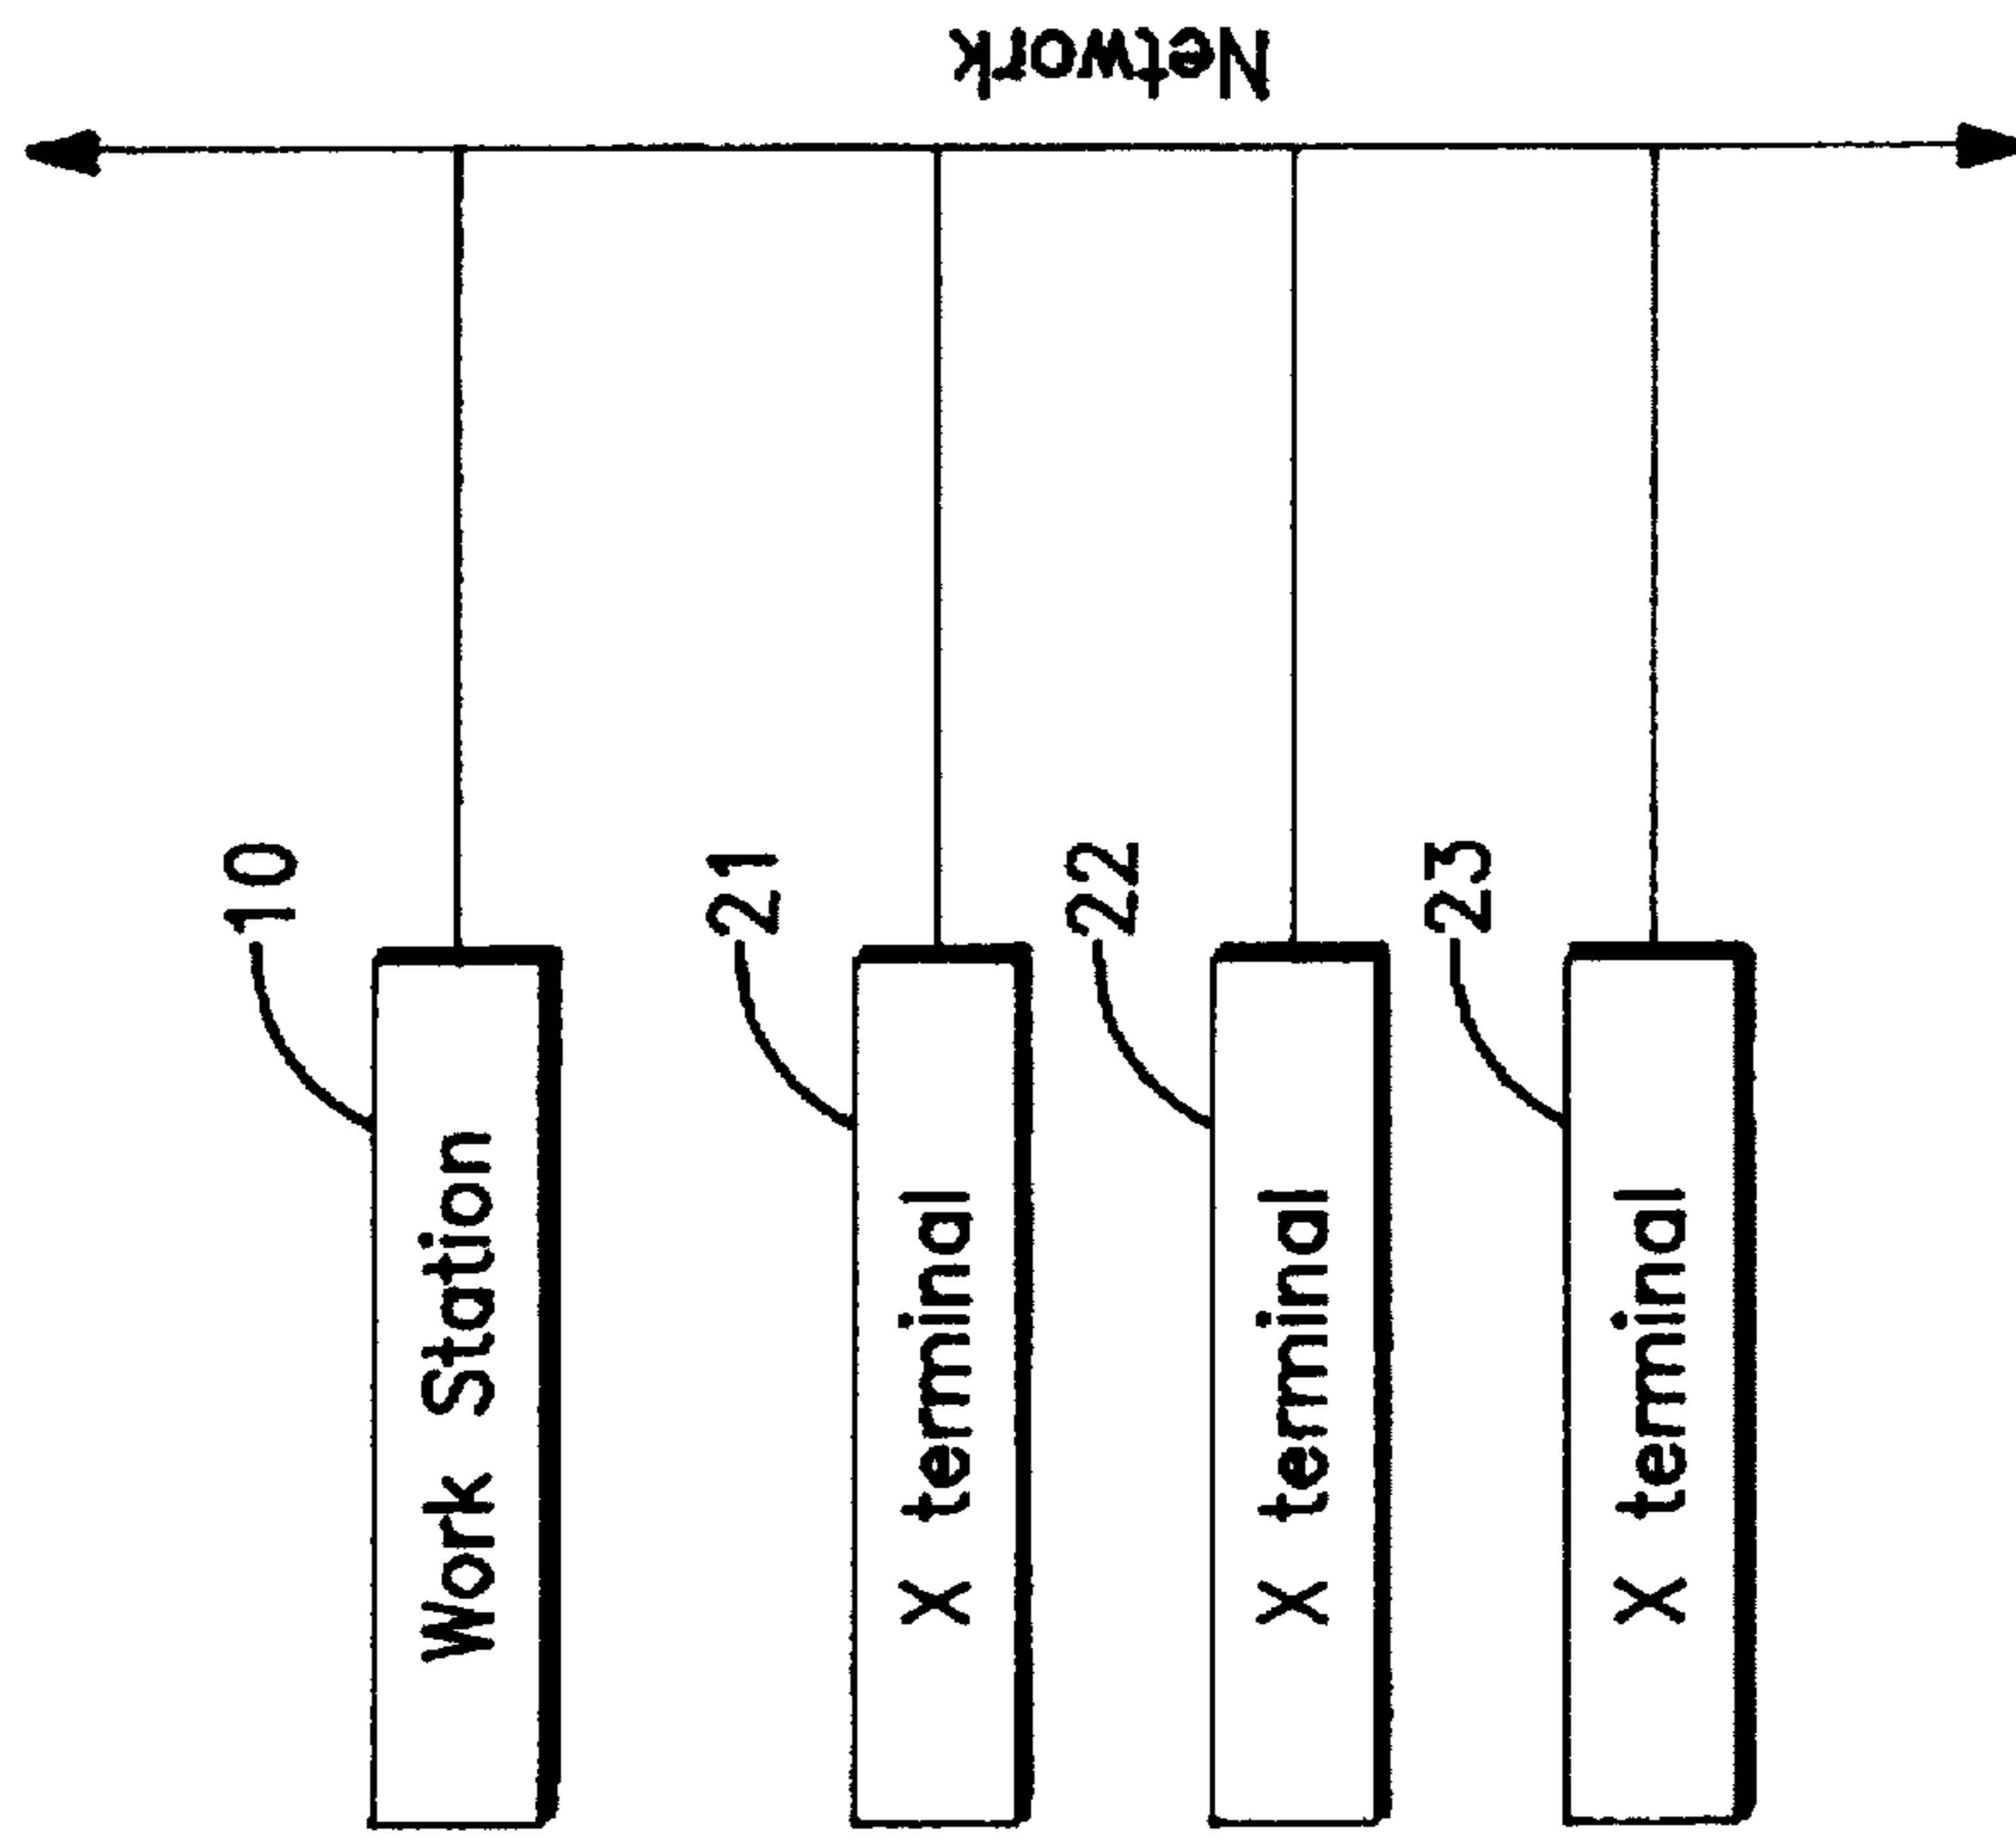 10
Work Station
21
X terminal
22
X terminal
23
X terminal
Network